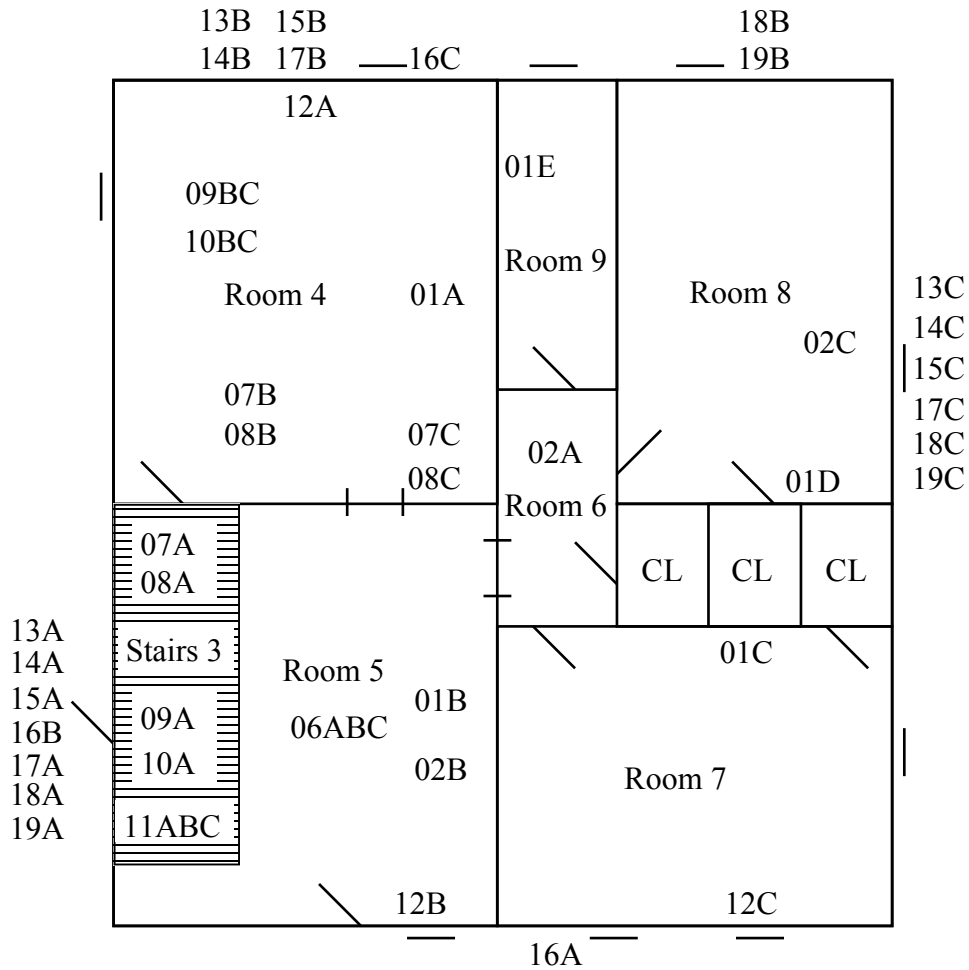 13B 15B
14B 17B 16C
18B
19B
12A
01E
09BC
10BC
Room 9
Room 4 01A
Room 8
02C
13C
14C
15C
17C
18C
19C
07B
08B
07C
08C
02A
Room 6
01D
07A
08A
CL CL CL
13A
14A
15A
16B
17A
18A
19A
Stairs 3
Room 5
01B
06ABC
02B
09A
10A
11ABC
01C
Room 7
12B
12C
16A